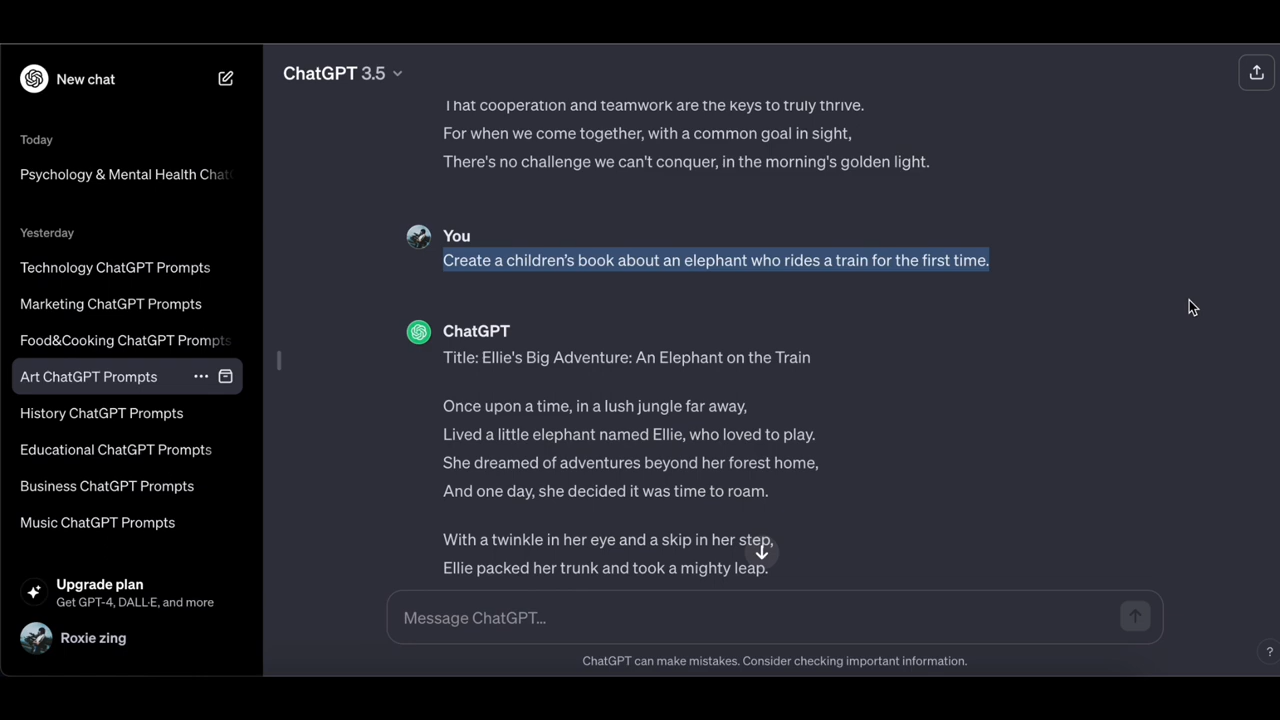 New chat
Today
Psychology & Mental Health Chat
Yesterday
Technology ChatGPT Prompts
Marketing ChatGPT Prompts
Food&Cooking ChatGPT Prompts
Art ChatGPT Prompts
History ChatGPT Prompts
Educational ChatGPT Prompts
Business ChatGPT Prompts
Music ChatGPT Prompts
Upgrade plan
Get GPT-4, DALL·E, and more
Roxie zing
ChatGPT 3.5
That cooperation and teamwork are the keys to truly thrive.
For when we come together, with a common goal in sight,
There's no challenge we can't conquer, in the morning's golden light.
You
Create a children’s book about an elephant who rides a train for the first time.
ChatGPT
Title: Ellie's Big Adventure: An Elephant on the Train
Once upon a time, in a lush jungle far away,
Lived a little elephant named Ellie, who loved to play.
She dreamed of adventures beyond her forest home,
And one day, she decided it was time to roam.
With a twinkle in her eye and a skip in her step,
Ellie packed her trunk and took a mighty leap.
Message ChatGPT...
ChatGPT can make mistakes. Consider checking important information.
?